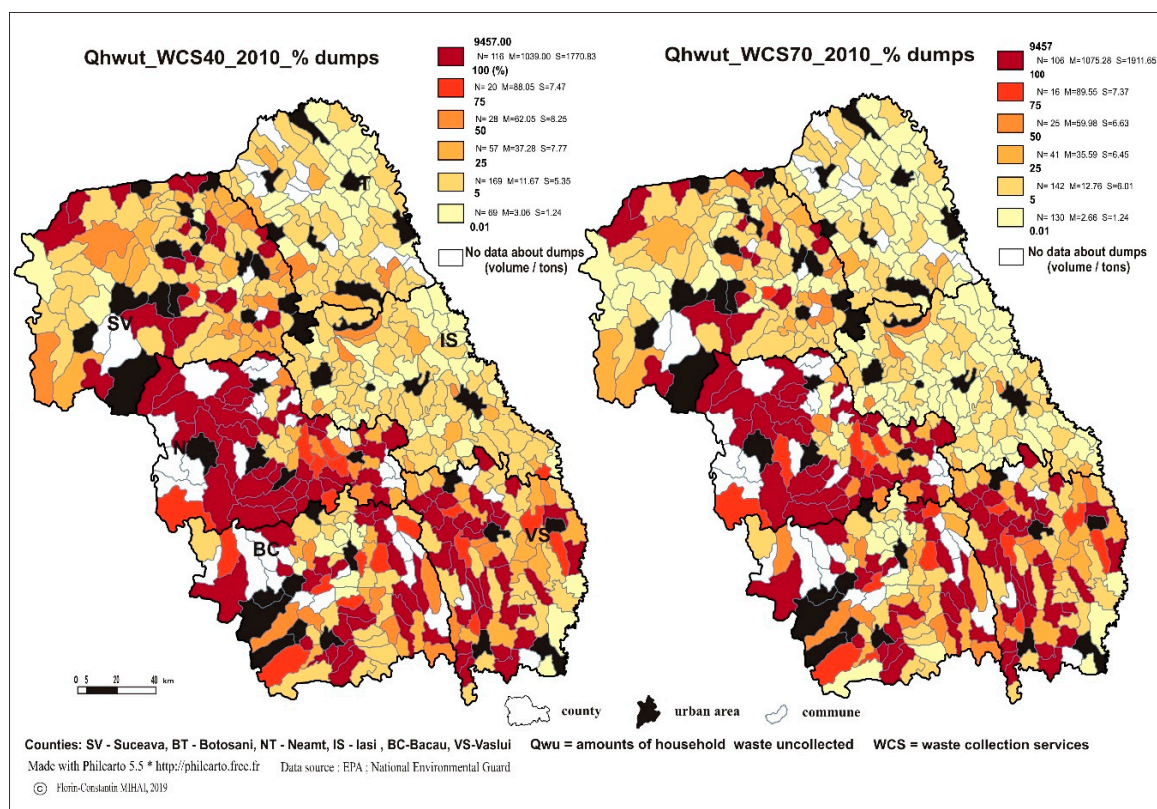 Qhwut_WCS40_2010_% dumps
9457.00
N= 116 M=1039.00 S=1770.83
100 (%)
N= 20 M=88.05 S=7.47
75
N= 28 M=62.05 S=8.25
50
N= 57 M=37.28 S=7.77
25
N= 169 M=11.67 S=5.35
5
N= 69 M=3.06 S=1.24
0.01
No data about dumps
(volume / tons)
Qhwut_WCS70_2010_% dumps
9457
N= 106 M=1075.28 S=1911.65
100
N= 16 M=89.55 S=7.37
75
N= 25 M=59.98 S=6.63
50
N= 41 M=35.59 S=6.45
25
N= 142 M=12.76 S=6.01
5
N= 130 M=2.66 S=1.24
0.01
No data about dumps
(volume / tons)
T
SV
IS
N
BC
VS
0 5 20 40 km
county
urban area
commune
Counties: SV - Suceava, BT - Botosani, NT - Neamt, IS - Iasi , BC-Bacau, VS-Vaslui Qwu = amounts of household waste uncollected WCS = waste collection services
Made with Philcarto 5.5 * http://philcarto.free.fr Data source : EPA ; National Environmental Guard
© Florin-Constantin MIHAI, 2019